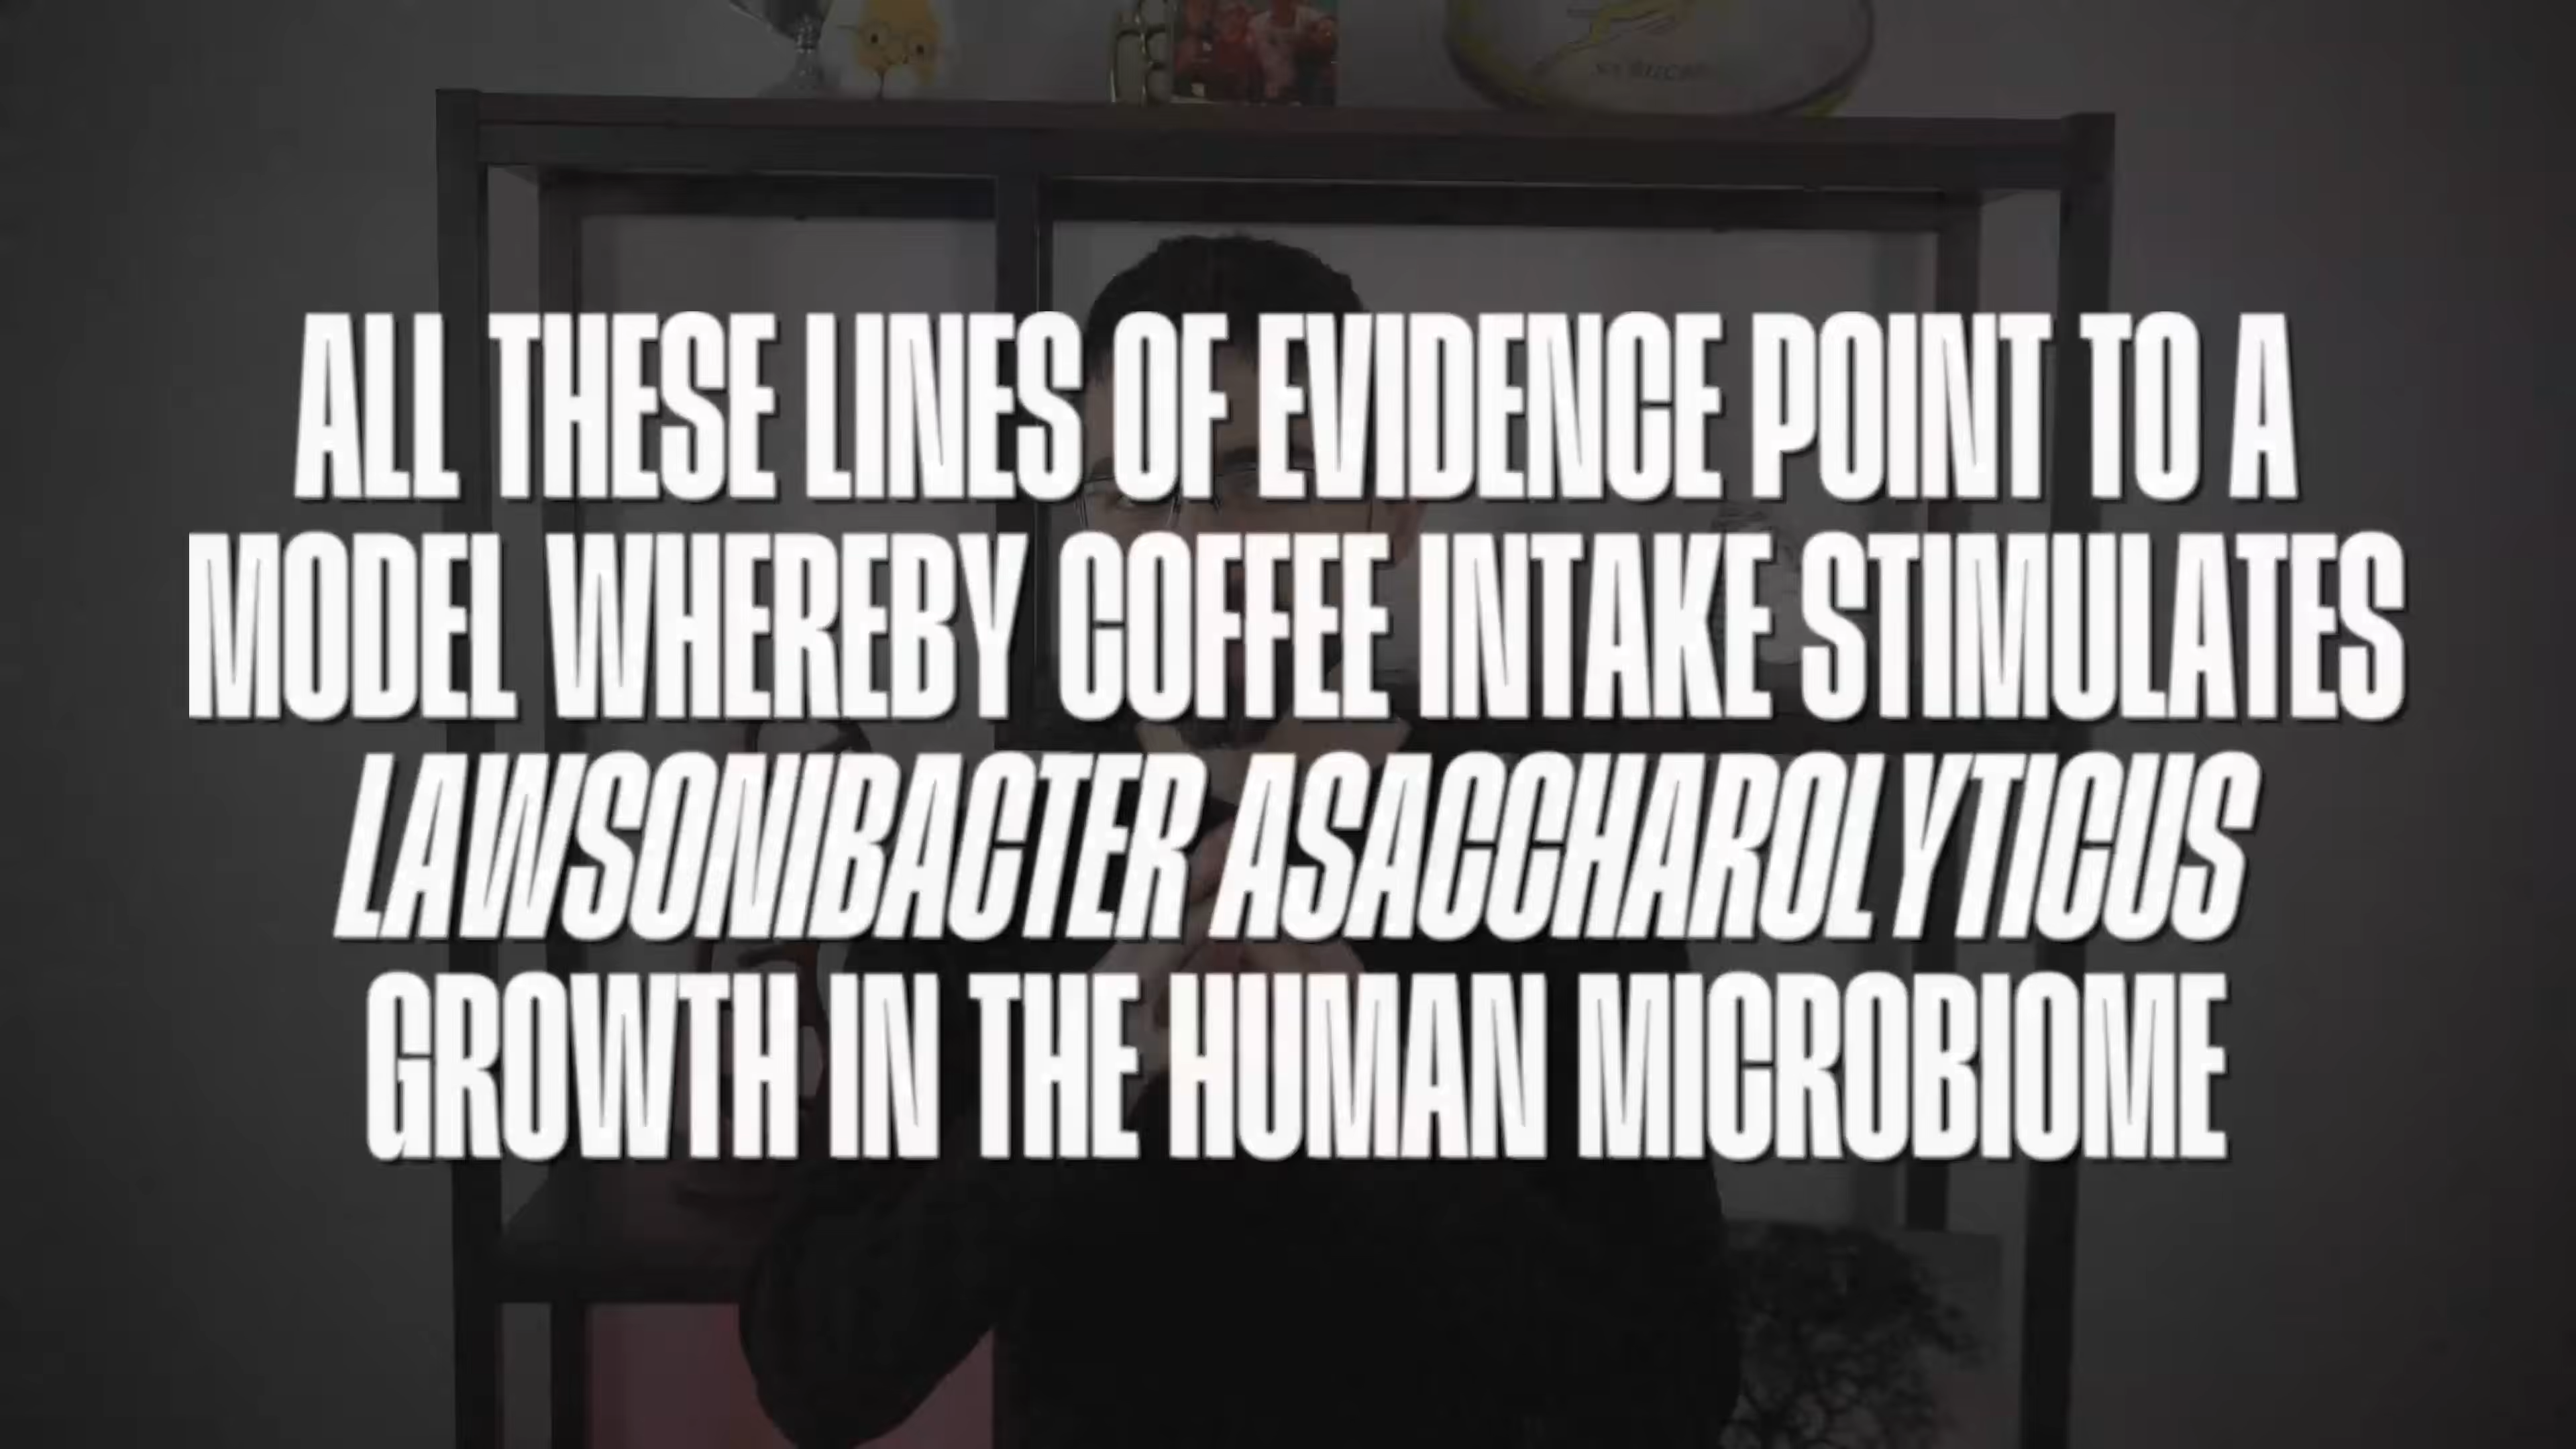 ALL THESE LINES OF EVIDENCE POINT TO A
MODEL WHEREBY COFFEE INTAKE STIMULATES
LAWSONIBACTER ASACCHAROLYTICUS
GROWTH IN THE HUMAN MICROBIOME